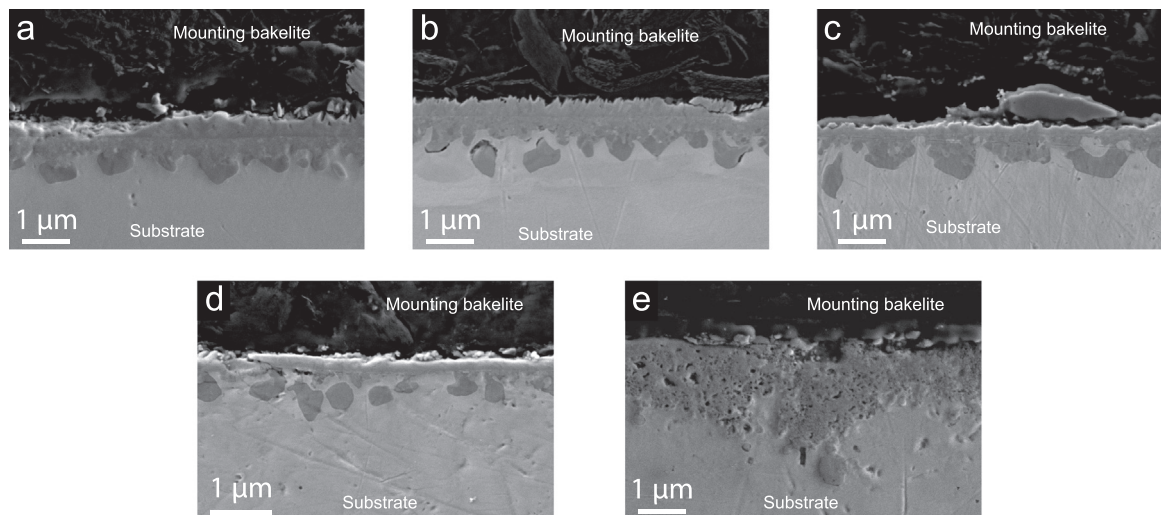 a
Mounting bakelite
1 μm
Substrate
b
Mounting bakelite
1 μm
Substrate
c
Mounting bakelite
1 μm
Substrate
d
Mounting bakelite
1 μm
Substrate
e
Mounting bakelite
1 μm
Substrate